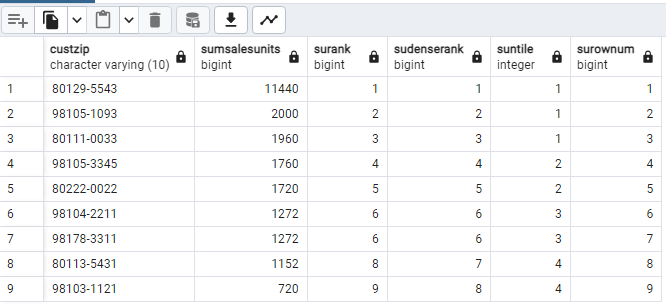 custzip sumsalesunits surank sudenserank suntile surownum
character varying (10) bigint bigint bigint integer bigint
1 80129-5543 11440 1 1 1 1
2 98105-1093 2000 2 2 1 2
3 80111-0033 1960 3 3 1 3
4 98105-3345 1760 4 4 2 4
5 80222-0022 1720 5 5 2 5
6 98104-2211 1272 6 6 3 6
7 98178-3311 1272 6 6 3 7
8 80113-5431 1152 8 7 4 8
9 98103-1121 720 9 8 4 9